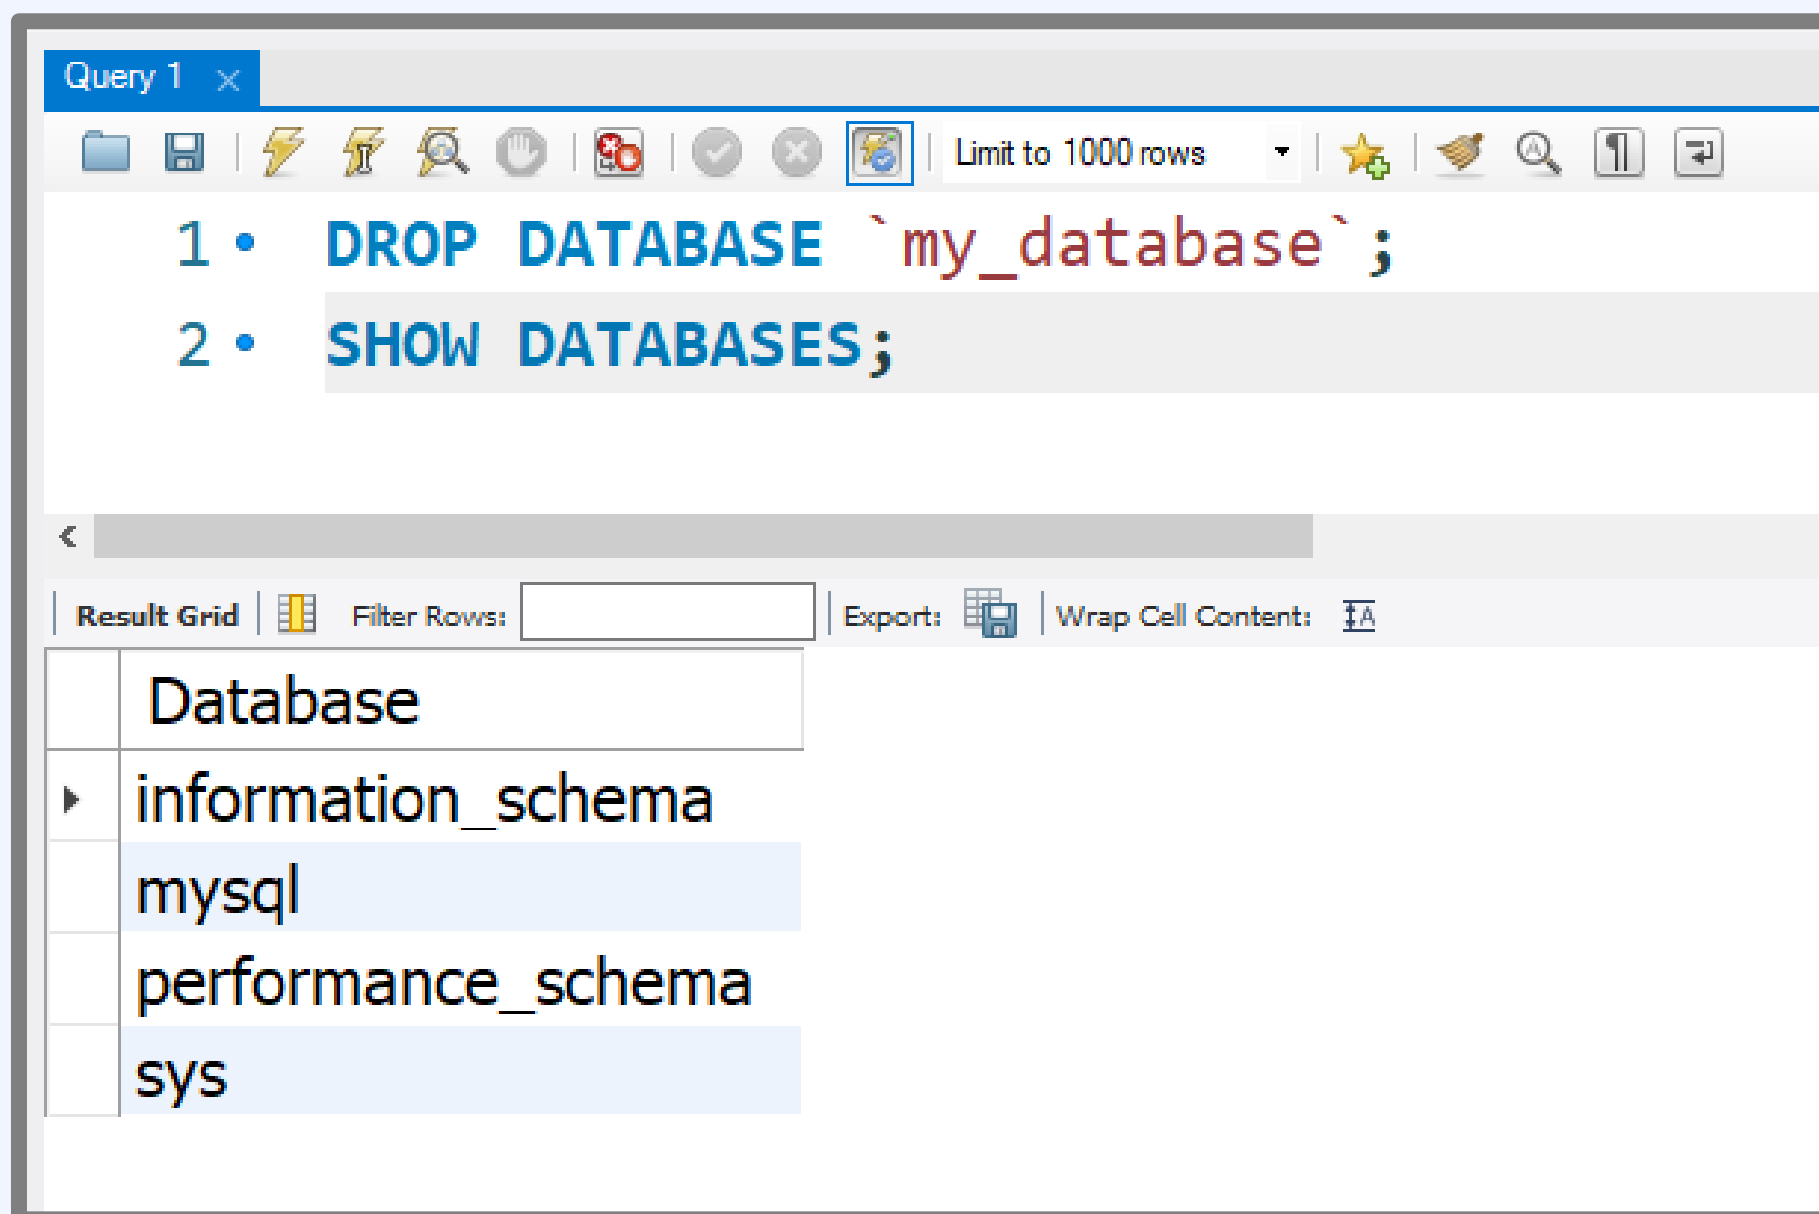 Query 1
Limit to 1000 rows
1 DROP DATABASE `my_database`;
2 SHOW DATABASES;
Result Grid Filter Rows: Export: Wrap Cell Content:
Database
information_schema
mysql
performance_schema
sys